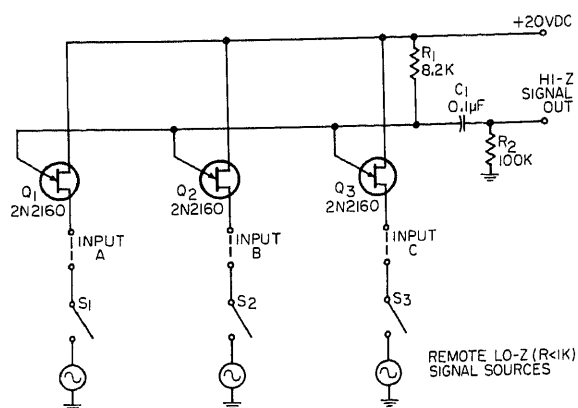 +20VDC
R1
8.2K
C1
0.1µF
HI-Z
SIGNAL
OUT
R2
100K
Q1
2N2160
Q2
2N2160
Q3
2N2160
INPUT
A
INPUT
B
INPUT
C
S1
S2
S3
REMOTE LO-Z (R<1K)
SIGNAL SOURCES